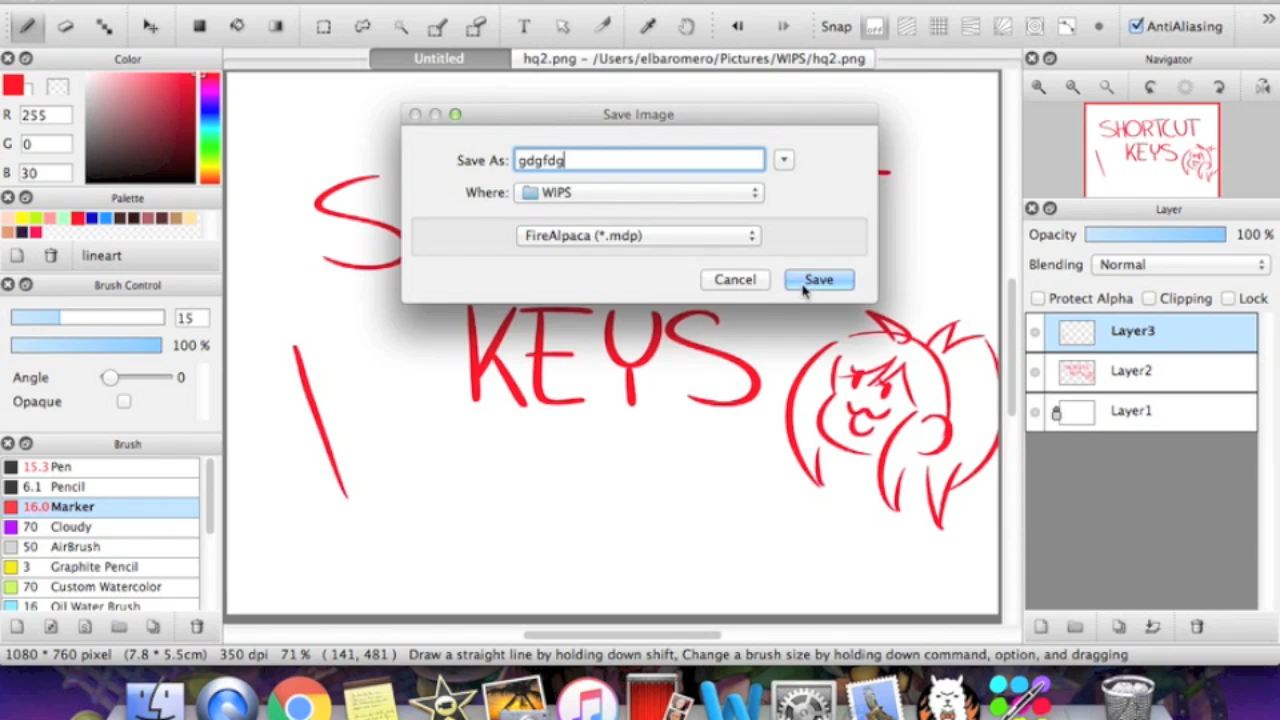 Snap
off
AntiAliasing
Color
Untitled
hq2.png - /Users/elbaromero/Pictures/WIPS/hq2.png
Navigator
R 255
G 0
B 30
Palette
lineart
Brush Control
15
100 %
Angle 0
Opaque
Brush
15.3 Pen
6.1 Pencil
16.0 Marker
70 Cloudy
50 AirBrush
3 Graphite Pencil
70 Custom Watercolor
16 Oil Water Brush
Save Image
Save As: gdgfdg
Where: WIPS
FireAlpaca (*.mdp)
Cancel Save
S
KEYS
SHORTCUT
KEYS
Layer
Opacity 100 %
Blending Normal
Protect Alpha Clipping Lock
Layer3
Layer2
Layer1
1080 * 760 pixel (7.8 * 5.5cm) 350 dpi 71 % ( 141, 481 ) Draw a straight line by holding down shift, Change a brush size by holding down command, option, and dragging